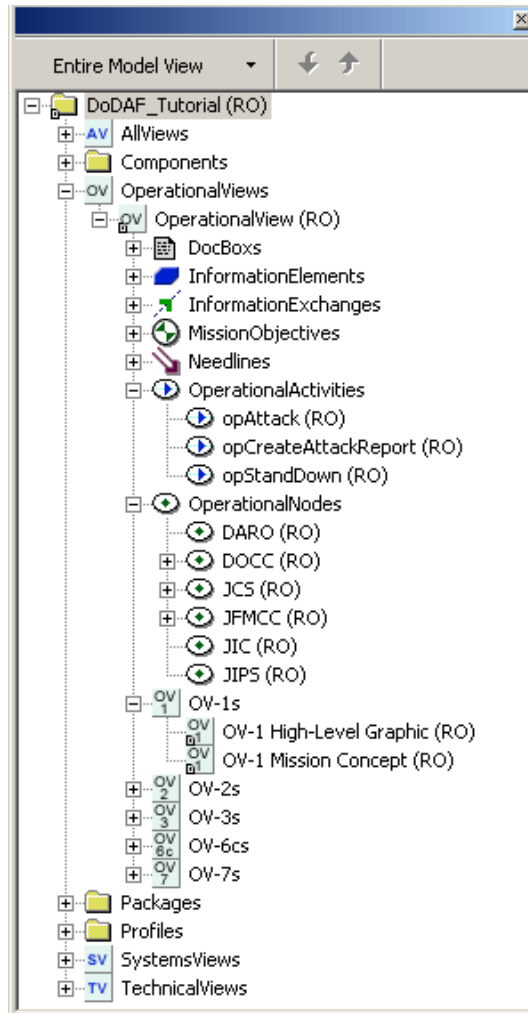 Entire Model View
DoDAF_Tutorial (RO)
AV AllViews
Components
OV OperationalViews
OV OperationalView (RO)
DocBoxs
InformationElements
InformationExchanges
MissionObjectives
Needlines
OperationalActivities
opAttack (RO)
opCreateAttackReport (RO)
opStandDown (RO)
OperationalNodes
DARO (RO)
DOCC (RO)
JCS (RO)
JFMCC (RO)
JIC (RO)
JIPS (RO)
OV 1 OV-1s
OV 1 OV-1 High-Level Graphic (RO)
OV 1 OV-1 Mission Concept (RO)
OV 2 OV-2s
OV 3 OV-3s
OV 6c OV-6cs
OV 7 OV-7s
Packages
Profiles
SV SystemsViews
TV TechnicalViews